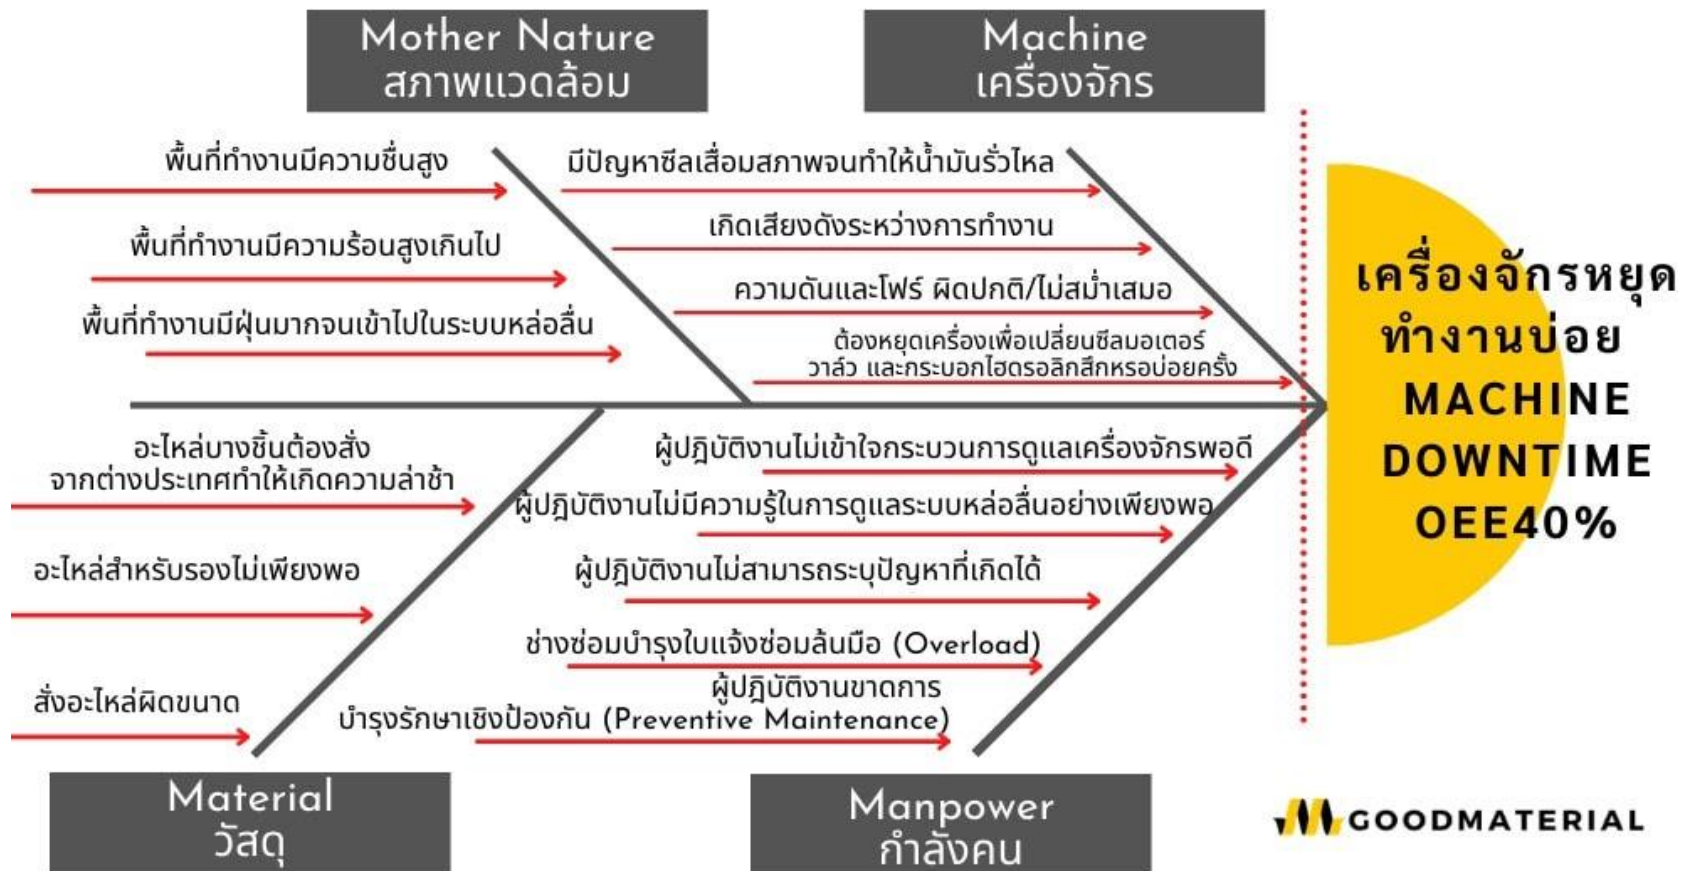 Mother Nature
สภาพแวดล้อม
Machine
เครื่องจักร
พื้นที่ทำงานมีความชื่นสูง
พื้นที่ทำงานมีความร้อนสูงเกินไป
พื้นที่ทำงานมีฝุ่นมากจนเข้าไปในระบบหล่อลื่น
มีปัญหาซีลเสื่อมสภาพจนทำให้น้ำมันรั่วไหล
เกิดเสียงดังระหว่างการทำงาน
ความดันและโฟร์ ผิดปกติ/ไม่สม่ำเสมอ
ต้องหยุดเครื่องเพื่อเปลี่ยนซีลมอเตอร์
วาล์ว และกระบอกไฮดรอลิกสึกหรอบ่อยครั้ง
เครื่องจักรหยุด
ทำงานบ่อย
MACHINE
DOWNTIME
OEE40%
อะไหล่บางชิ้นต้องสั่ง
จากต่างประเทศทำให้เกิดความล่าช้า
อะไหล่สำหรับรองไม่เพียงพอ
สั่งอะไหล่ผิดขนาด
ผู้ปฎิบัติงานไม่เข้าใจกระบวนการดูแลเครื่องจักรพอดี
ผู้ปฎิบัติงานไม่มีความรู้ในการดูแลระบบหล่อลื่นอย่างเพียงพอ
ผู้ปฎิบัติงานไม่สามารถระบุปัญหาที่เกิดได้
ช่างซ่อมบำรุงใบแจ้งซ่อมล้นมือ (Overload)
ผู้ปฎิบัติงานขาดการ
บำรุงรักษาเชิงป้องกัน (Preventive Maintenance)
Material
วัสดุ
Manpower
กำลังคน
GOODMATERIAL